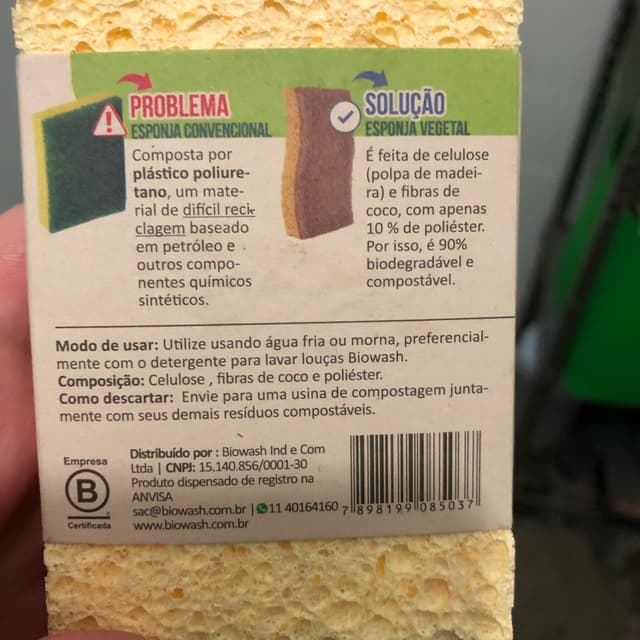 PROBLEMA
ESPONJA CONVENCIONAL
Composta por
plástico poliure-
tano, um mate-
rial de difícil reci-
clagem baseado
em petróleo e
outros compo-
nentes químicos
sintéticos.
SOLUÇÃO
ESPONJA VEGETAL
É feita de celulose
(polpa de madei-
ra) e fibras de
coco, com apenas
10 % de poliéster.
Por isso, é 90%
biodegradável e
compostável.
Modo de usar: Utilize usando água fria ou morna, preferencial-
mente com o detergente para lavar louças Biowash.
Composição: Celulose , fibras de coco e poliéster.
Como descartar: Envie para uma usina de compostagem junta-
mente com seus demais resíduos compostáveis.
Empresa
B
Certificada
Distribuído por : Biowash Ind e Com
Ltda | CNPJ: 15.140.856/0001-30
Produto dispensado de registro na
ANVISA
sac@biowash.com.br | 11 40164160
www.biowash.com.br
7 898199 085037